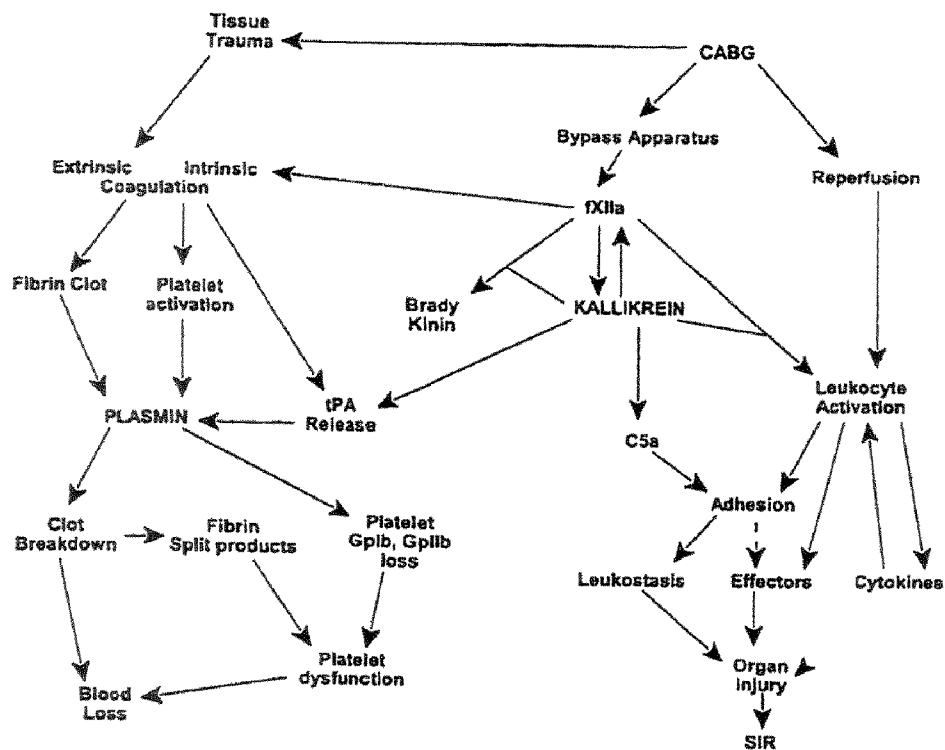 Tissue
Trauma
CABG
Bypass Apparatus
Extrinsic Intrinsic
Coagulation
Reperfusion
fXIIa
Fibrin Clot
Platelet
activation
Brady
Kinin
KALLIKREIN
Leukocyte
Activation
PLASMIN
tPA
Release
C5a
Adhesion
Clot
Breakdown
Fibrin
Split products
Platelet
GpIb, GpIIb
loss
Leukostasis
Effectors
Cytokines
Platelet
dysfunction
Organ
injury
Blood
Loss
SIR